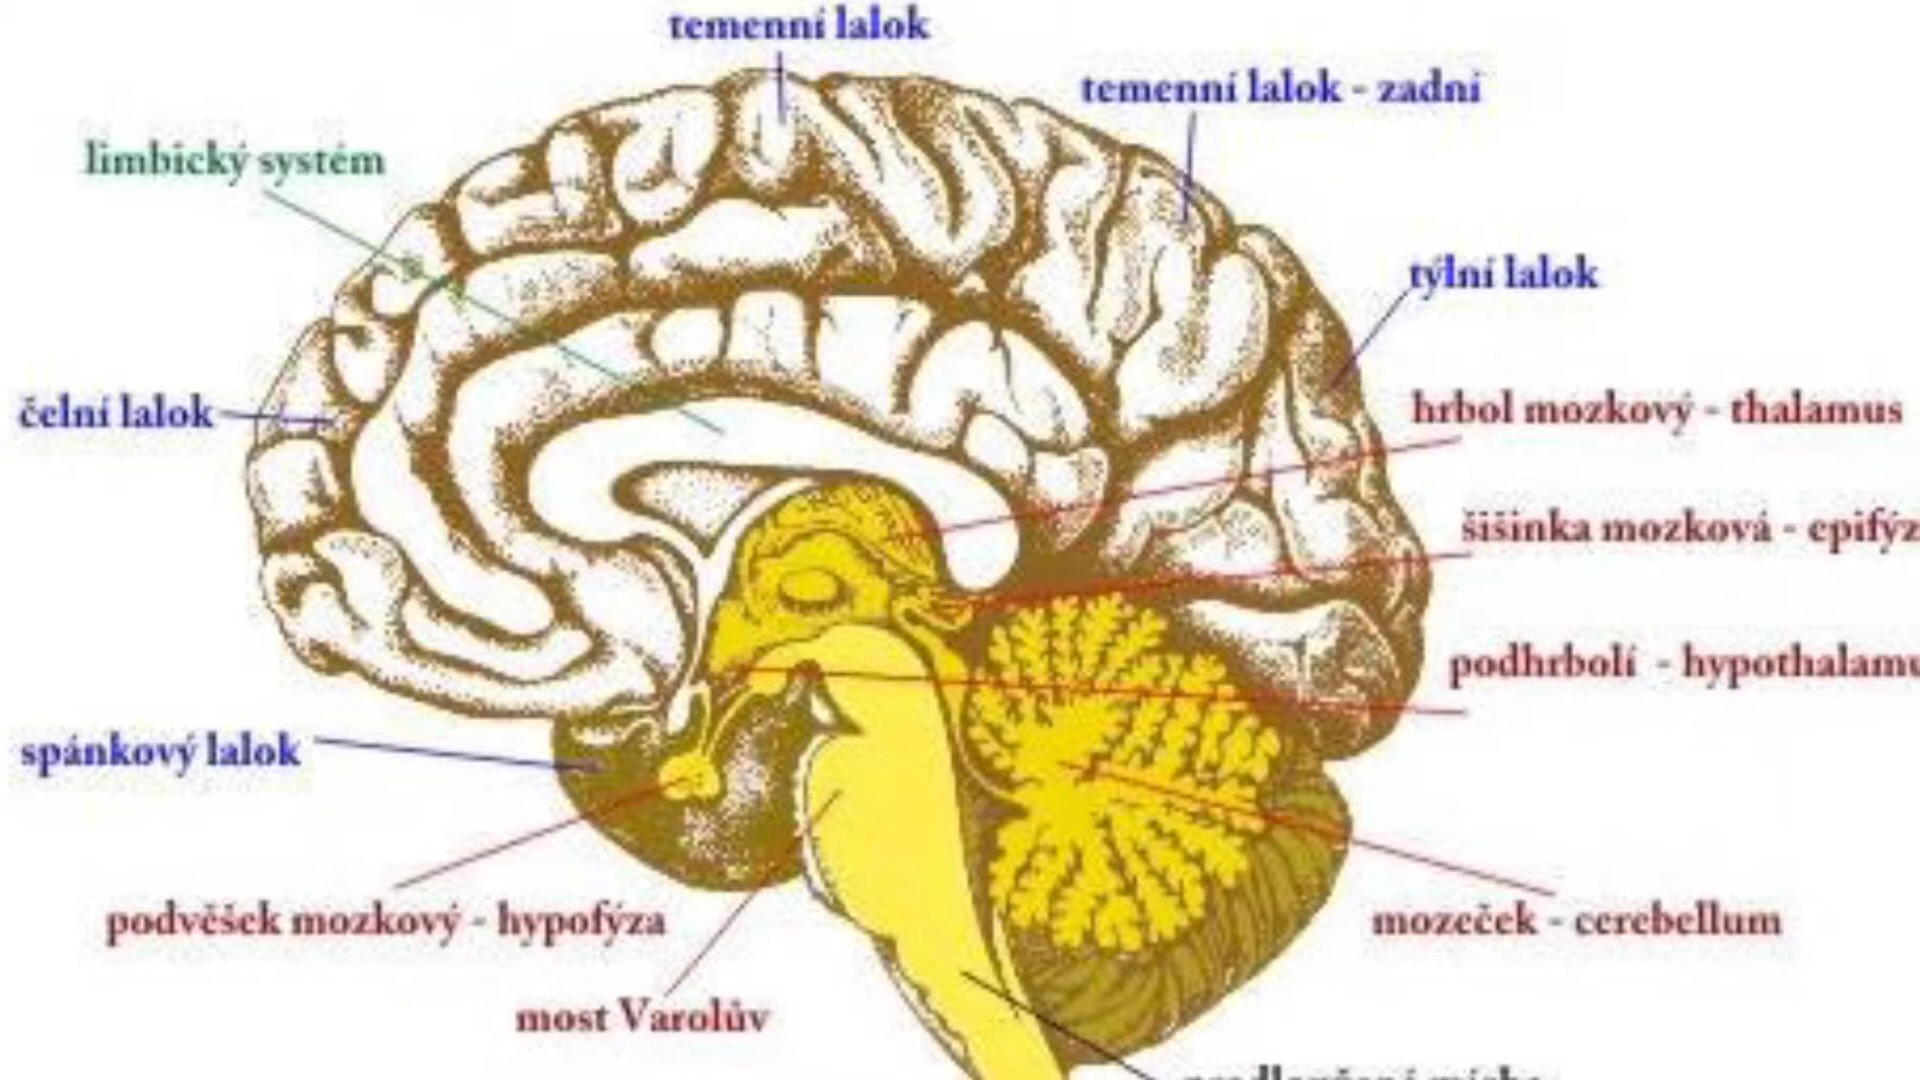 temenní lalok
temenní lalok - zadní
limbický systém
týlní lalok
čelní lalok
hrbol mozkový - thalamus
šišinka mozková - epifýz
podhrbolí - hypothalamu
spánkový lalok
podvěšek mozkový - hypofýza
mozeček - cerebellum
most Varolův